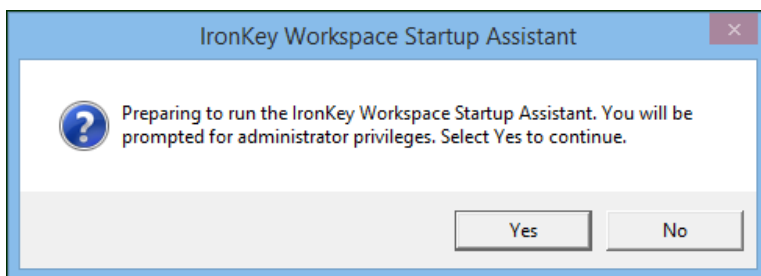 IronKey Workspace Startup Assistant
Preparing to run the IronKey Workspace Startup Assistant. You will be
prompted for administrator privileges. Select Yes to continue.
Yes
No